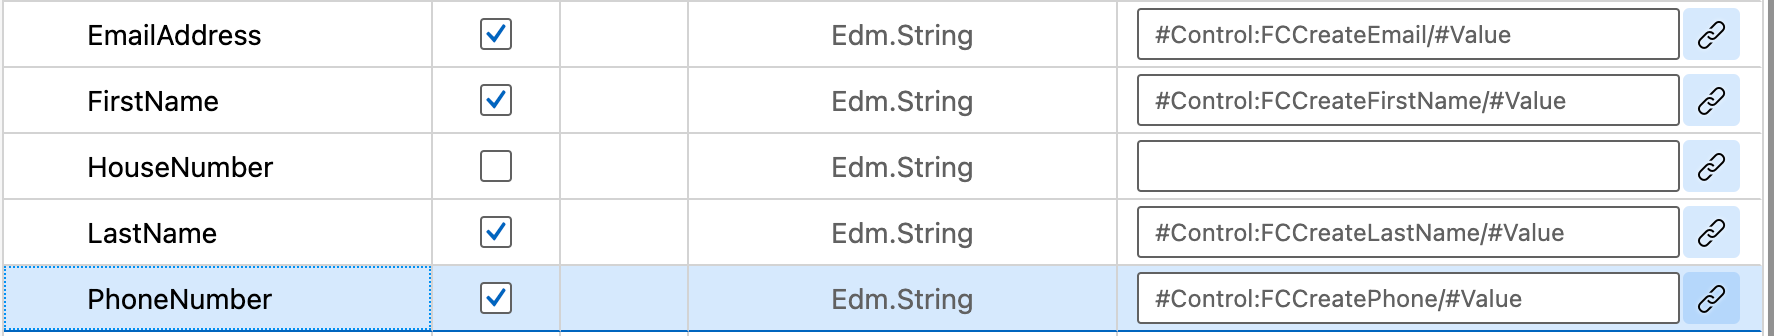 EmailAddress Edm.String #Control:FCCreateEmail/#Value
FirstName Edm.String #Control:FCCreateFirstName/#Value
HouseNumber Edm.String
LastName Edm.String #Control:FCCreateLastName/#Value
PhoneNumber Edm.String #Control:FCCreatePhone/#Value